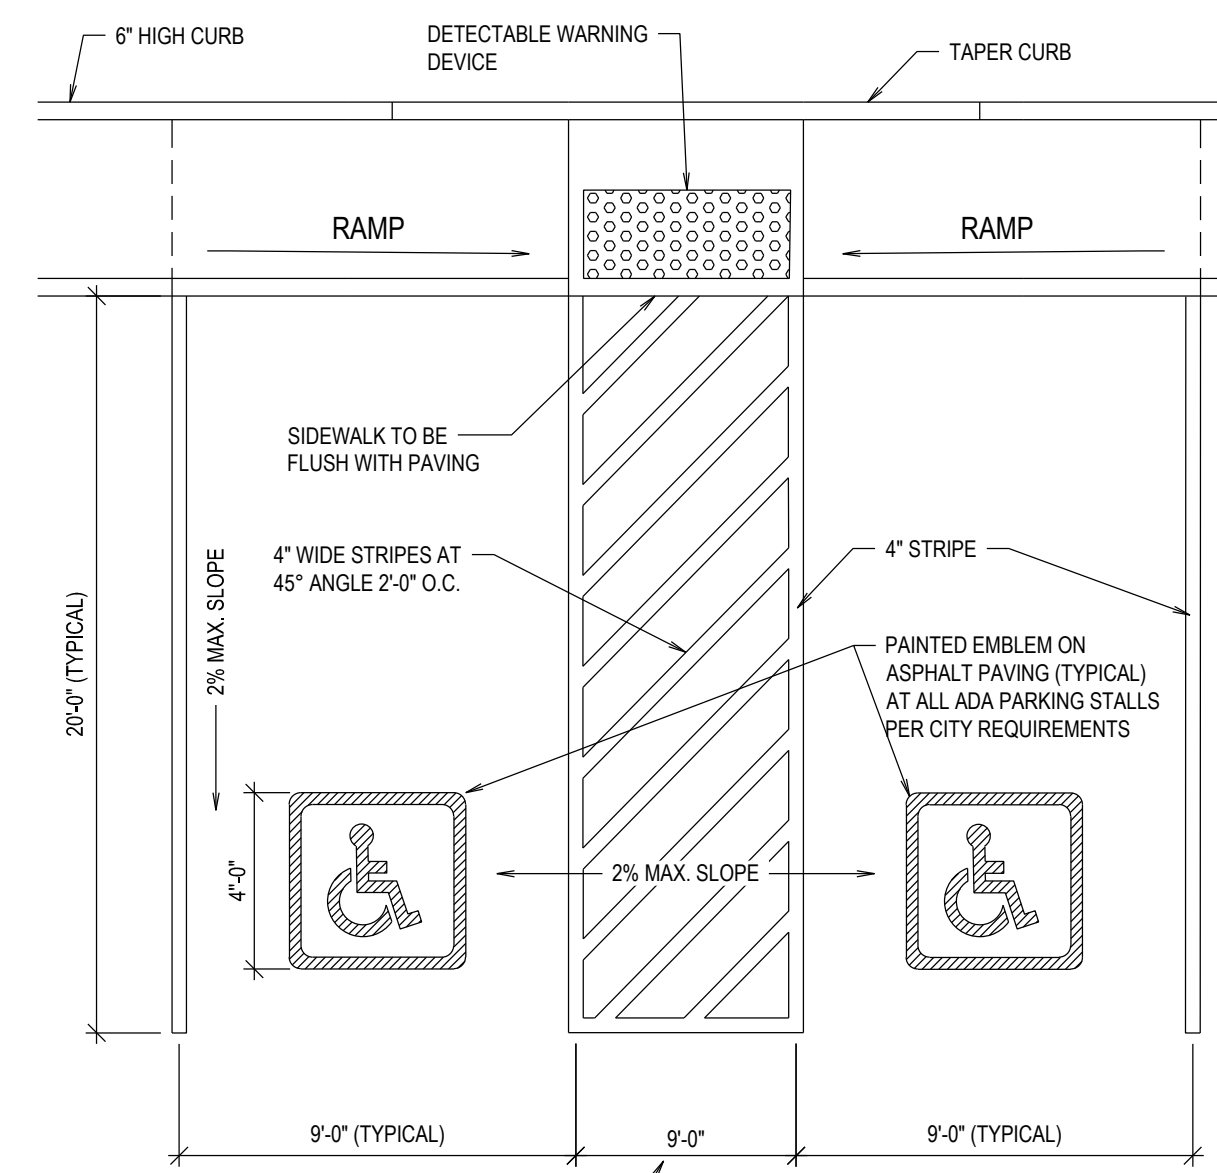 6" HIGH CURB
DETECTABLE WARNING
DEVICE
TAPER CURB
RAMP
RAMP
SIDEWALK TO BE
FLUSH WITH PAVING
4" WIDE STRIPES AT
45° ANGLE 2'-0" O.C.
4" STRIPE
2% MAX. SLOPE
20'-0" (TYPICAL)
PAINTED EMBLEM ON
ASPHALT PAVING (TYPICAL)
AT ALL ADA PARKING STALLS
PER CITY REQUIREMENTS
4"-0"
2% MAX. SLOPE
9'-0" (TYPICAL)
9'-0"
9'-0" (TYPICAL)